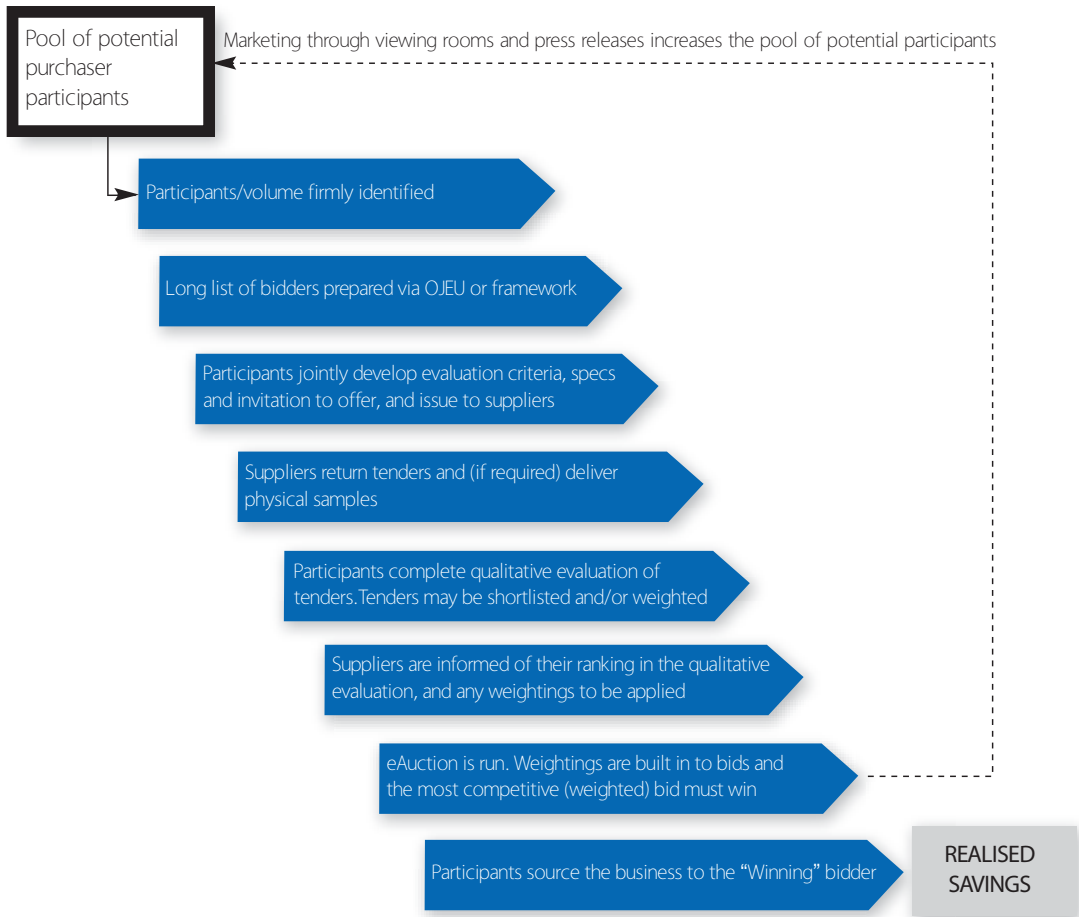 Pool of potential
purchaser
participants
Marketing through viewing rooms and press releases increases the pool of potential participants
Participants/volume firmly identified
Long list of bidders prepared via OJEU or framework
Participants jointly develop evaluation criteria, specs
and invitation to offer, and issue to suppliers
Suppliers return tenders and (if required) deliver
physical samples
Participants complete qualitative evaluation of
tenders. Tenders may be shortlisted and/or weighted
Suppliers are informed of their ranking in the qualitative
evaluation, and any weightings to be applied
eAuction is run. Weightings are built in to bids and
the most competitive (weighted) bid must win
Participants source the business to the “Winning” bidder
REALISED
SAVINGS